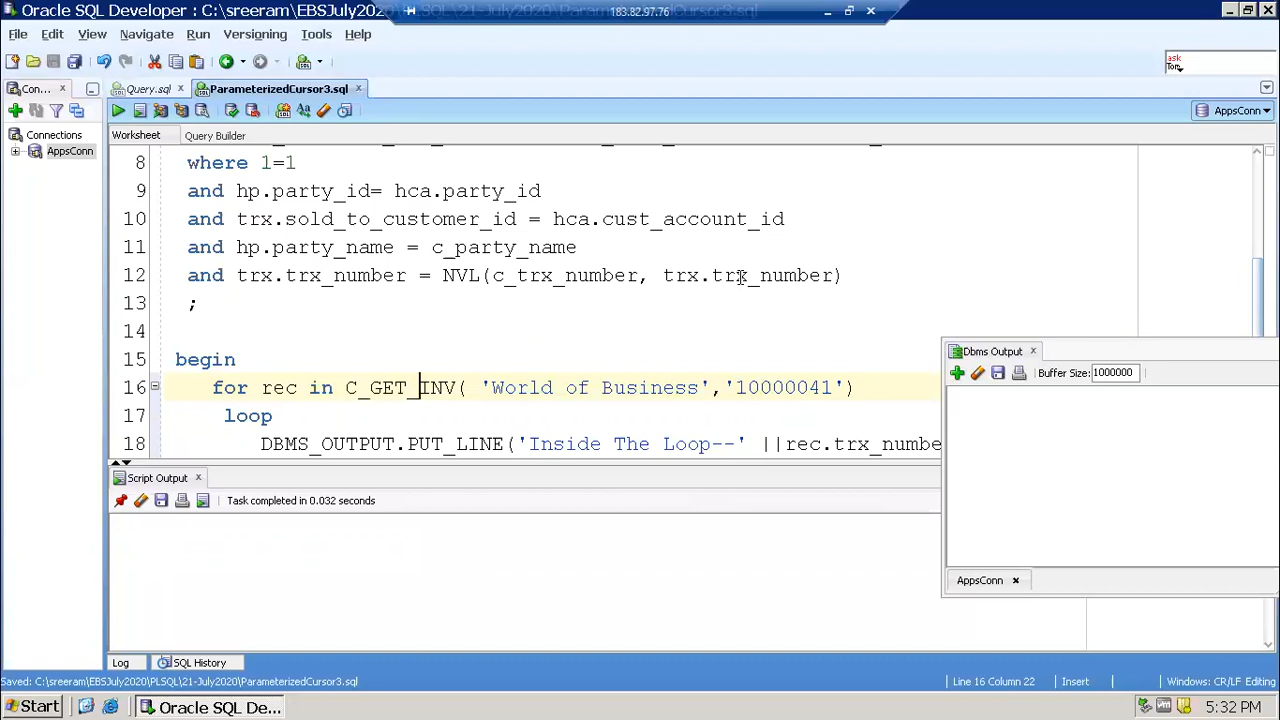 Oracle SQL Developer : C:\sreeram\EBSJuly2020\PLSQL\21-July2020\ParameterizedCursor3.sql
183.82.97.76
File Edit View Navigate Run Versioning Tools Help
ask
Tom
Con... Query.sql ParameterizedCursor3.sql
AppsConn
Worksheet Query Builder
Connections
AppsConn
8 where 1=1
9 and hp.party_id= hca.party_id
10 and trx.sold_to_customer_id = hca.cust_account_id
11 and hp.party_name = c_party_name
12 and trx.trx_number = NVL(c_trx_number, trx.trx_number)
13 ;
14
15 begin
16 for rec in C_GET_INV( 'World of Business','10000041')
17 loop
18 DBMS_OUTPUT.PUT_LINE('Inside The Loop--' ||rec.trx_numbe
Dbms Output
Buffer Size: 1000000
AppsConn
Script Output
Task completed in 0.032 seconds
Log SQL History
Saved: C:\sreeram\EBSJuly2020\PLSQL\21-July2020\ParameterizedCursor3.sql
Line 16 Column 22 Insert Windows: CR/LF Editing
Start Oracle SQL De... 5:32 PM